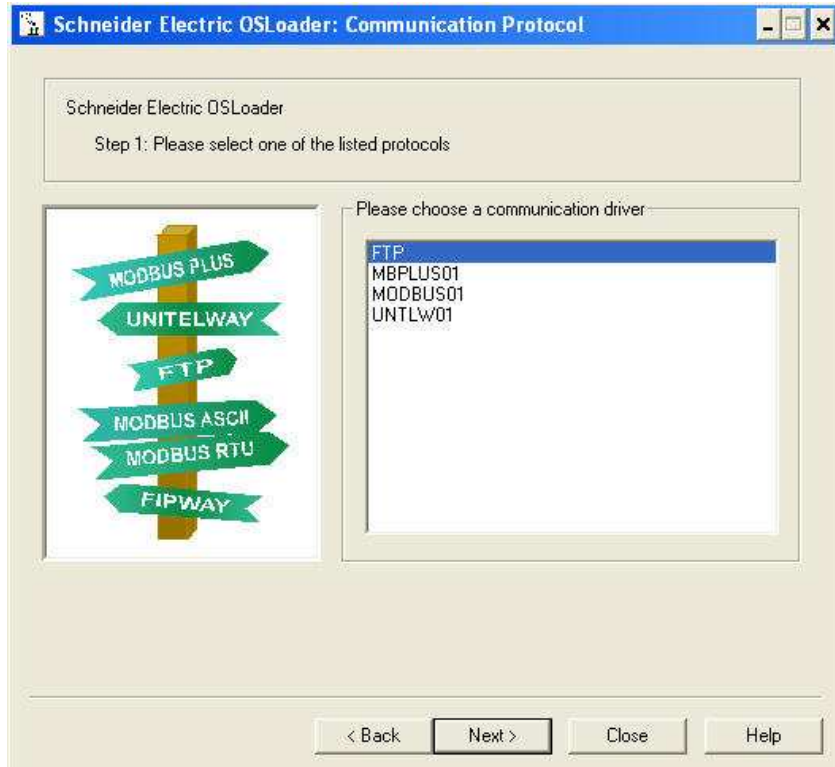 Schneider Electric OSLoader: Communication Protocol
Schneider Electric OSLoader
Step 1: Please select one of the listed protocols
MODBUS PLUS
UNITELWAY
FTP
MODBUS ASCII
MODBUS RTU
FIPWAY
Please choose a communication driver
FTP
MBPLUS01
MODBUS01
UNTLW01
< Back
Next >
Close
Help